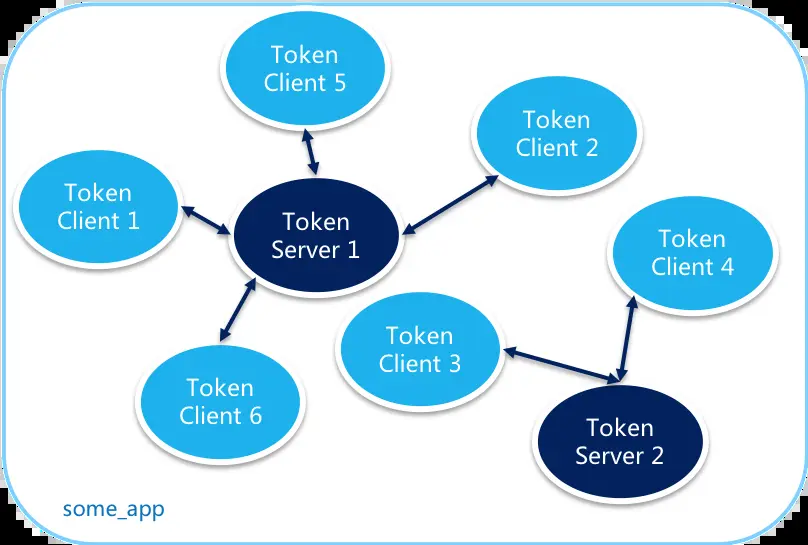 Token
Client 5
Token
Client 2
Token
Client 1
Token
Server 1
Token
Client 4
Token
Client 3
Token
Client 6
Token
Server 2
some_app